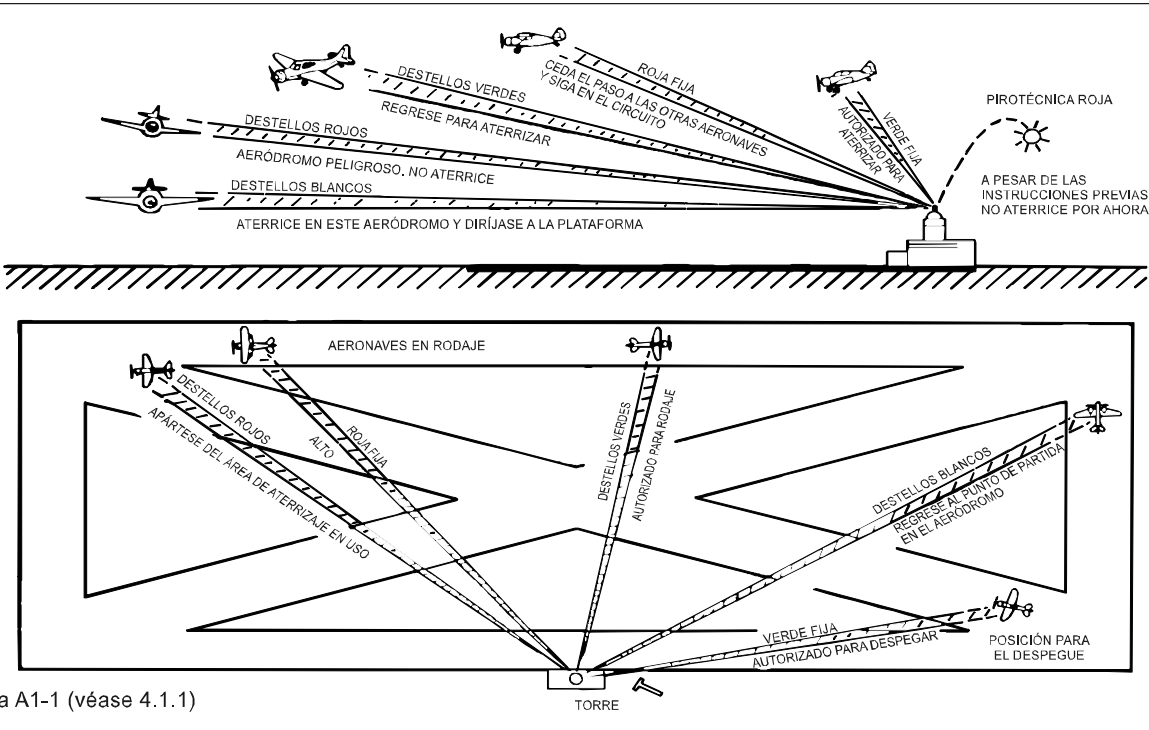 ROJA FIJA
CEDA EL PASO A LAS OTRAS AERONAVES
Y SIGA EN EL CIRCUITO
DESTELLOS VERDES
REGRESE PARA ATERRIZAR
VERDE FIJA
AUTORIZADO PARA
ATERRIZAR
PIROTÉCNICA ROJA
DESTELLOS ROJOS
AERÓDROMO PELIGROSO. NO ATERRICE
DESTELLOS BLANCOS
ATERRICE EN ESTE AERÓDROMO Y DIRÍJASE A LA PLATAFORMA
A PESAR DE LAS
INSTRUCCIONES PREVIAS
NO ATERRICE POR AHORA
AERONAVES EN RODAJE
DESTELLOS ROJOS
APÁRTESE DEL ÁREA DE ATERRIZAJE EN USO
ROJA FIJA
ALTO
DESTELLOS VERDES
AUTORIZADO PARA RODAJE
DESTELLOS BLANCOS
REGRESE AL PUNTO DE PARTIDA
EN EL AERÓDROMO
VERDE FIJA
AUTORIZADO PARA DESPEGAR
POSICIÓN PARA
EL DESPEGUE
TORRE
a A1-1 (véase 4.1.1)